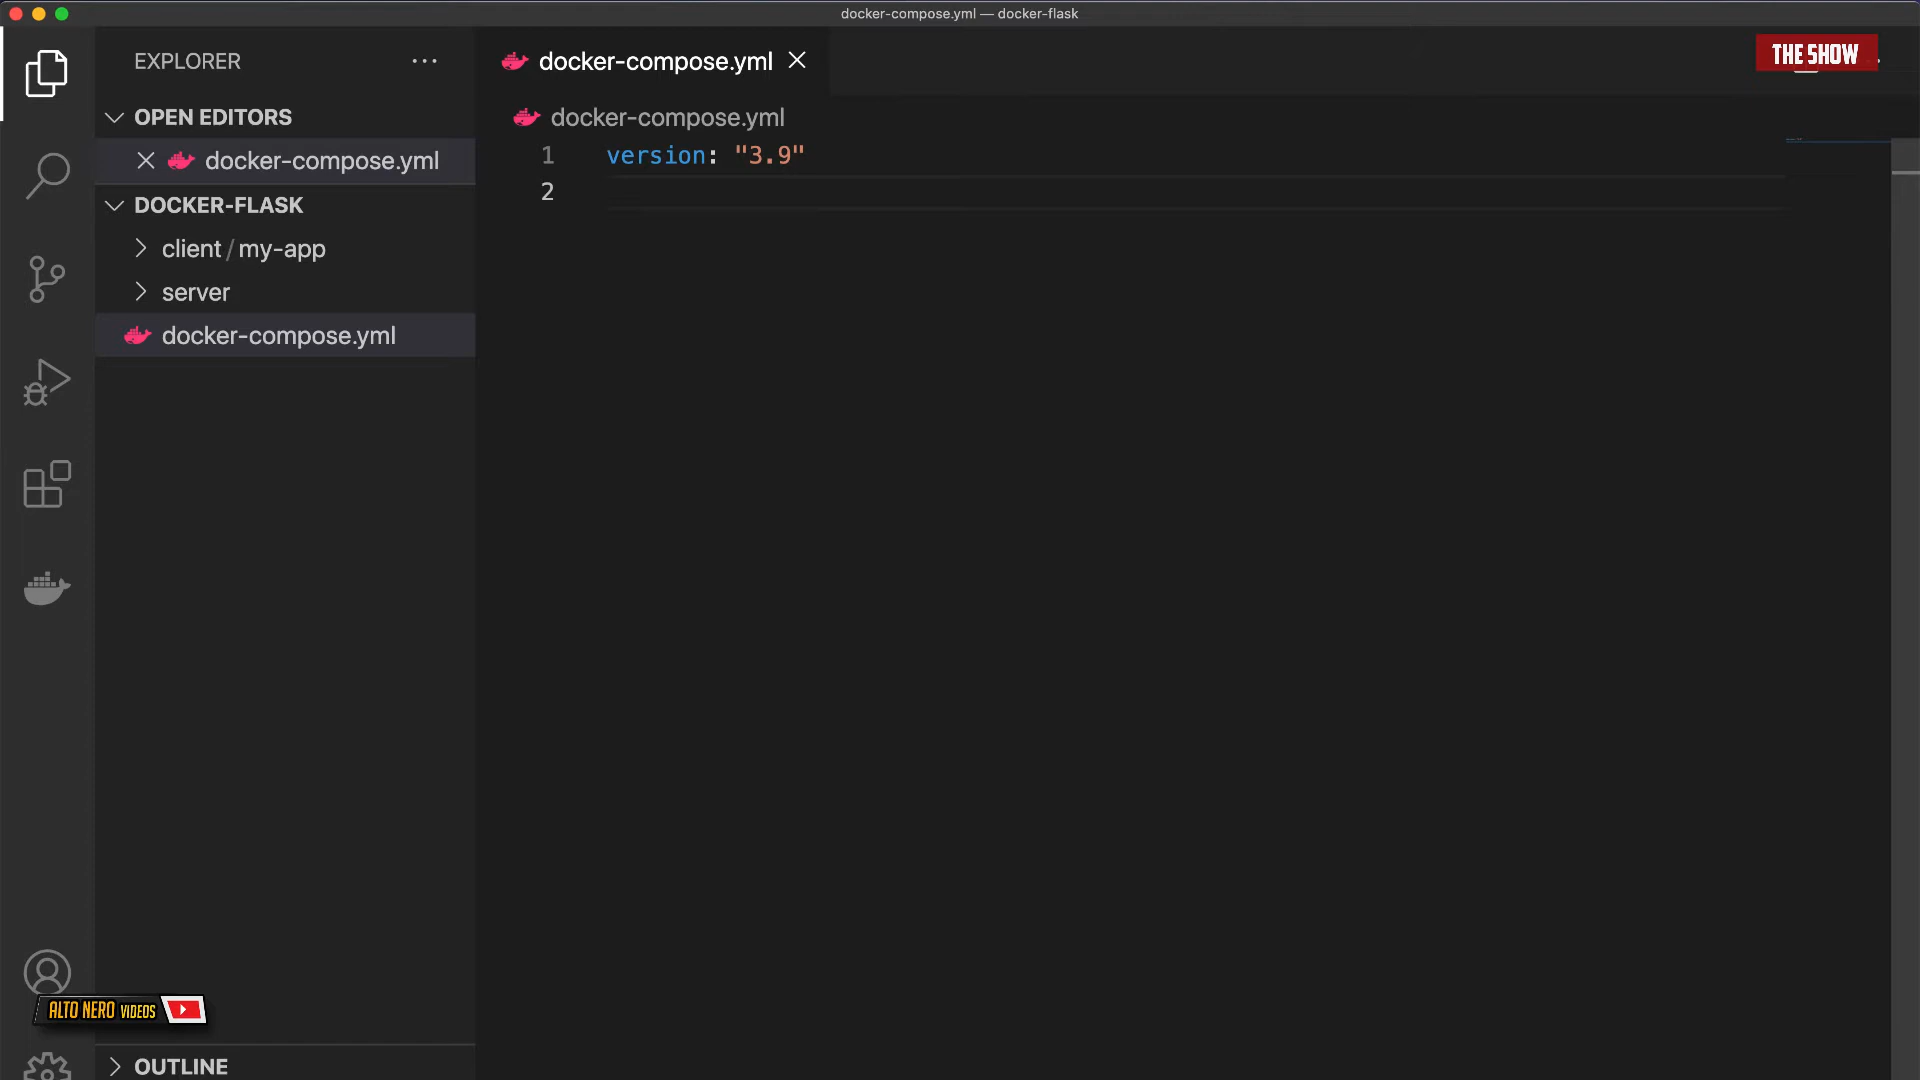 docker-compose.yml — docker-flask
EXPLORER
docker-compose.yml
THE SHOW
OPEN EDITORS
docker-compose.yml
docker-compose.yml
1 version: "3.9"
2
DOCKER-FLASK
client / my-app
server
docker-compose.yml
ALTO NERO VIDEOS
OUTLINE